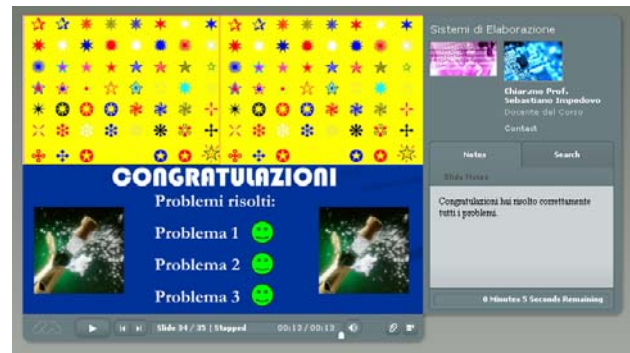 CONGRATULAZIONI
Problemi risolti:
Problema 1
Problema 2
Problema 3
Slide 34 / 35 | Stopped
00:13 / 00:13
Sistemi di Elaborazione
Chiar.mo Prof.
Sebastiano Impedovo
Docente del Corso
Contact
Notes
Search
Slide Notes
Congratulazioni hai risolto correttamente
tutti i problemi.
0 Minutes 5 Seconds Remaining